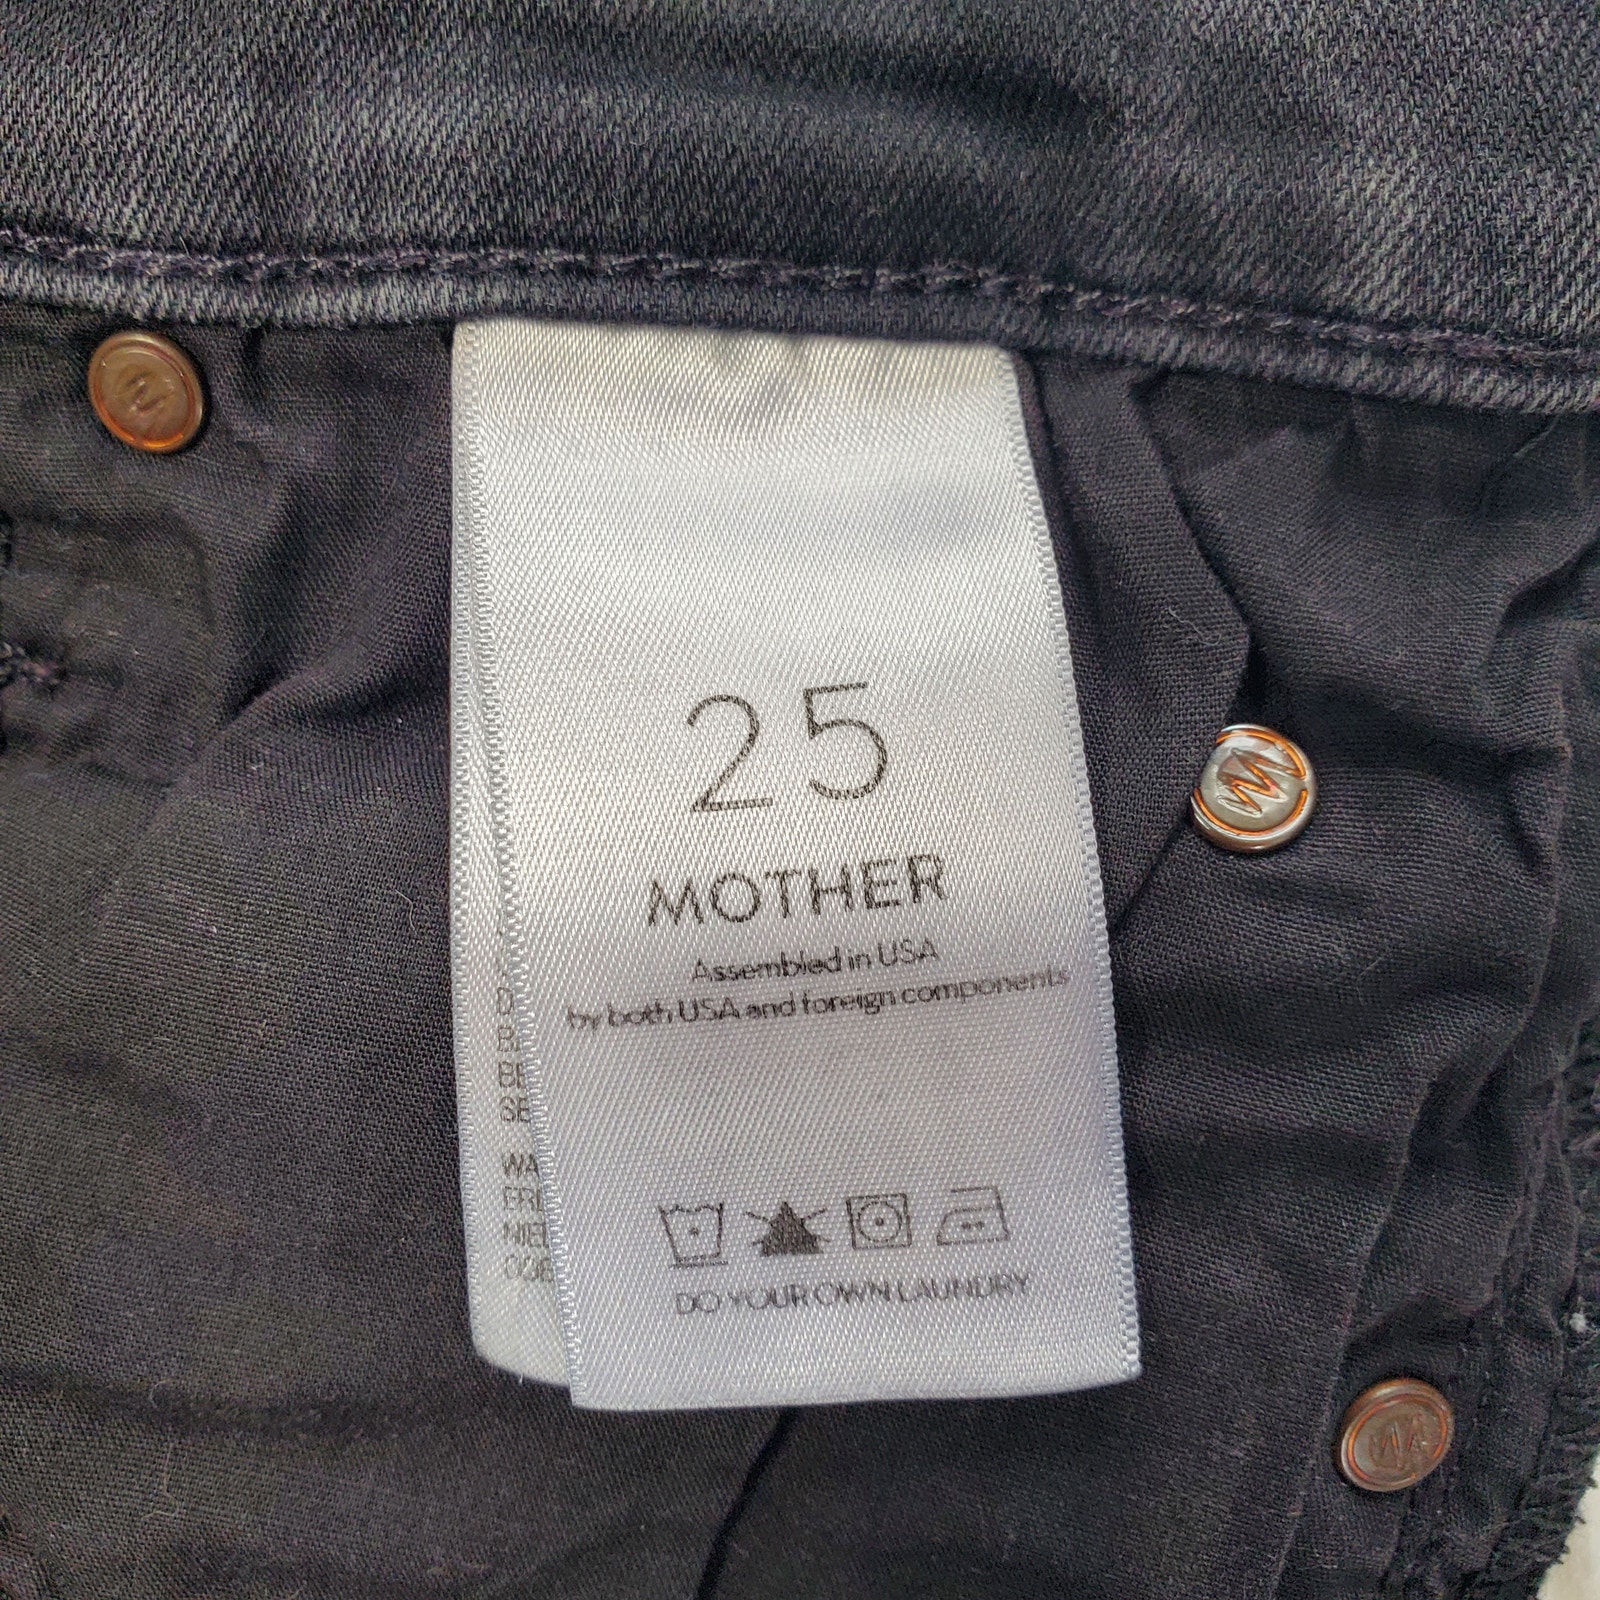 25
MOTHER
Assembled in USA
by both USA and foreign components
DO YOUR OWN LAUNDRY